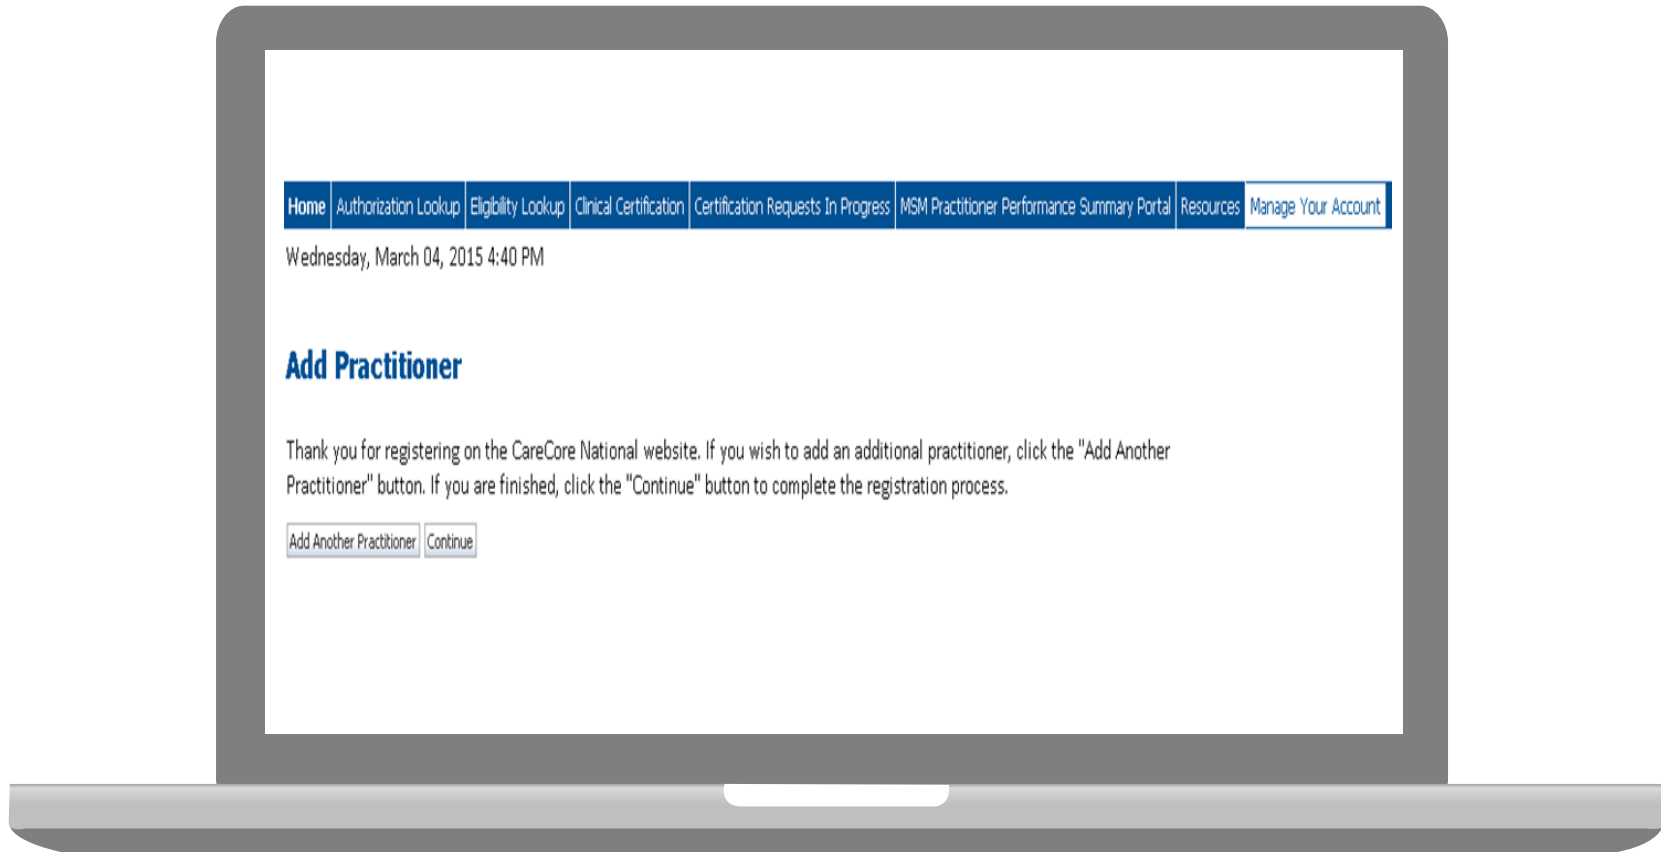 Home Authorization Lookup Eligibility Lookup Clinical Certification Certification Requests In Progress MSM Practitioner Performance Summary Portal Resources Manage Your Account
Wednesday, March 04, 2015 4:40 PM
Add Practitioner
Thank you for registering on the CareCore National website. If you wish to add an additional practitioner, click the "Add Another
Practitioner" button. If you are finished, click the "Continue" button to complete the registration process.
Add Another Practitioner Continue